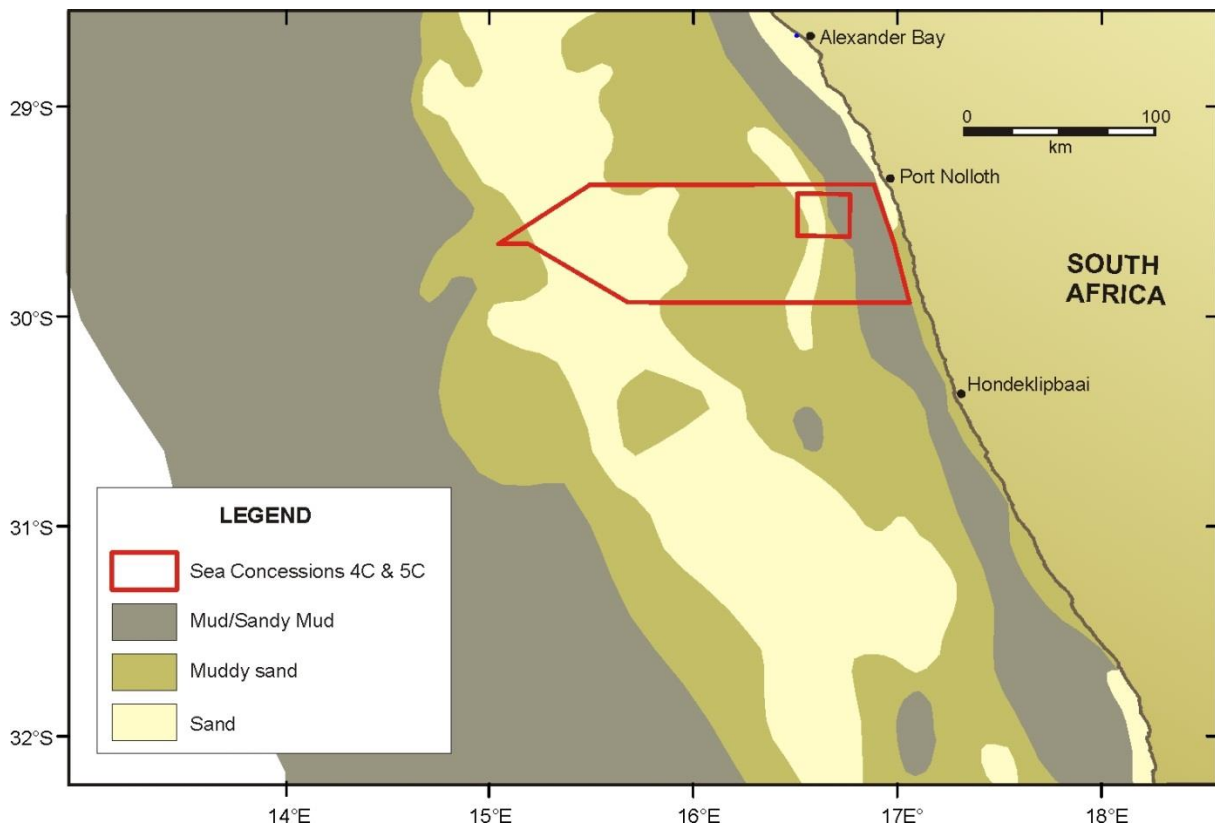 Alexander Bay
29°S
0 100
km
Port Nolloth
SOUTH
AFRICA
30°S
Hondeklipbaai
31°S
LEGEND
Sea Concessions 4C & 5C
Mud/Sandy Mud
Muddy sand
Sand
32°S
14°E 15°E 16°E 17°E 18°E